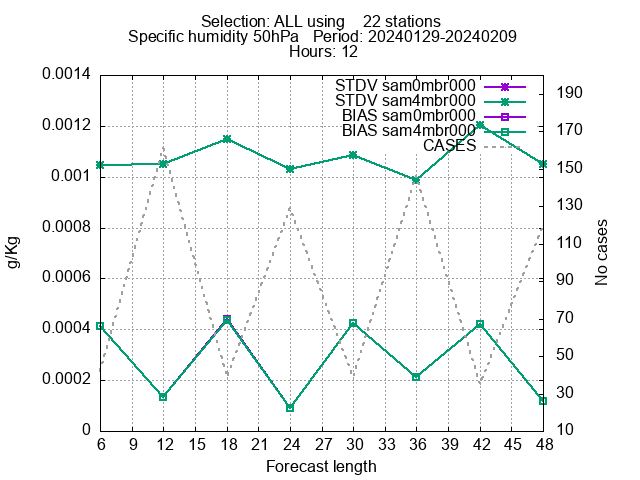 Selection: ALL using    22 stations
Specific humidity 50hPa   Period: 20240129-20240209
Hours: 12
STDV sam0mbr000
STDV sam4mbr000
BIAS sam0mbr000
BIAS sam4mbr000
CASES
0.0014
0.0012
0.001
0.0008
0.0006
0.0004
0.0002
0
g/Kg
190
170
150
130
110
90
70
50
30
10
No cases
6 9 12 15 18 21 24 27 30 33 36 39 42 45 48
Forecast length